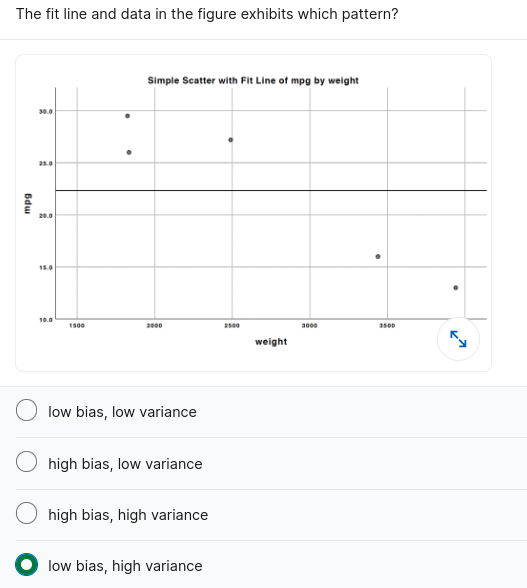 The fit line and data in the figure exhibits which pattern?
Simple Scatter with Fit Line of mpg by weight
30.0
25.0
20.0
15.0
10.0
mpg
1500 2000 2500 3000 3500
weight
low bias, low variance
high bias, low variance
high bias, high variance
low bias, high variance